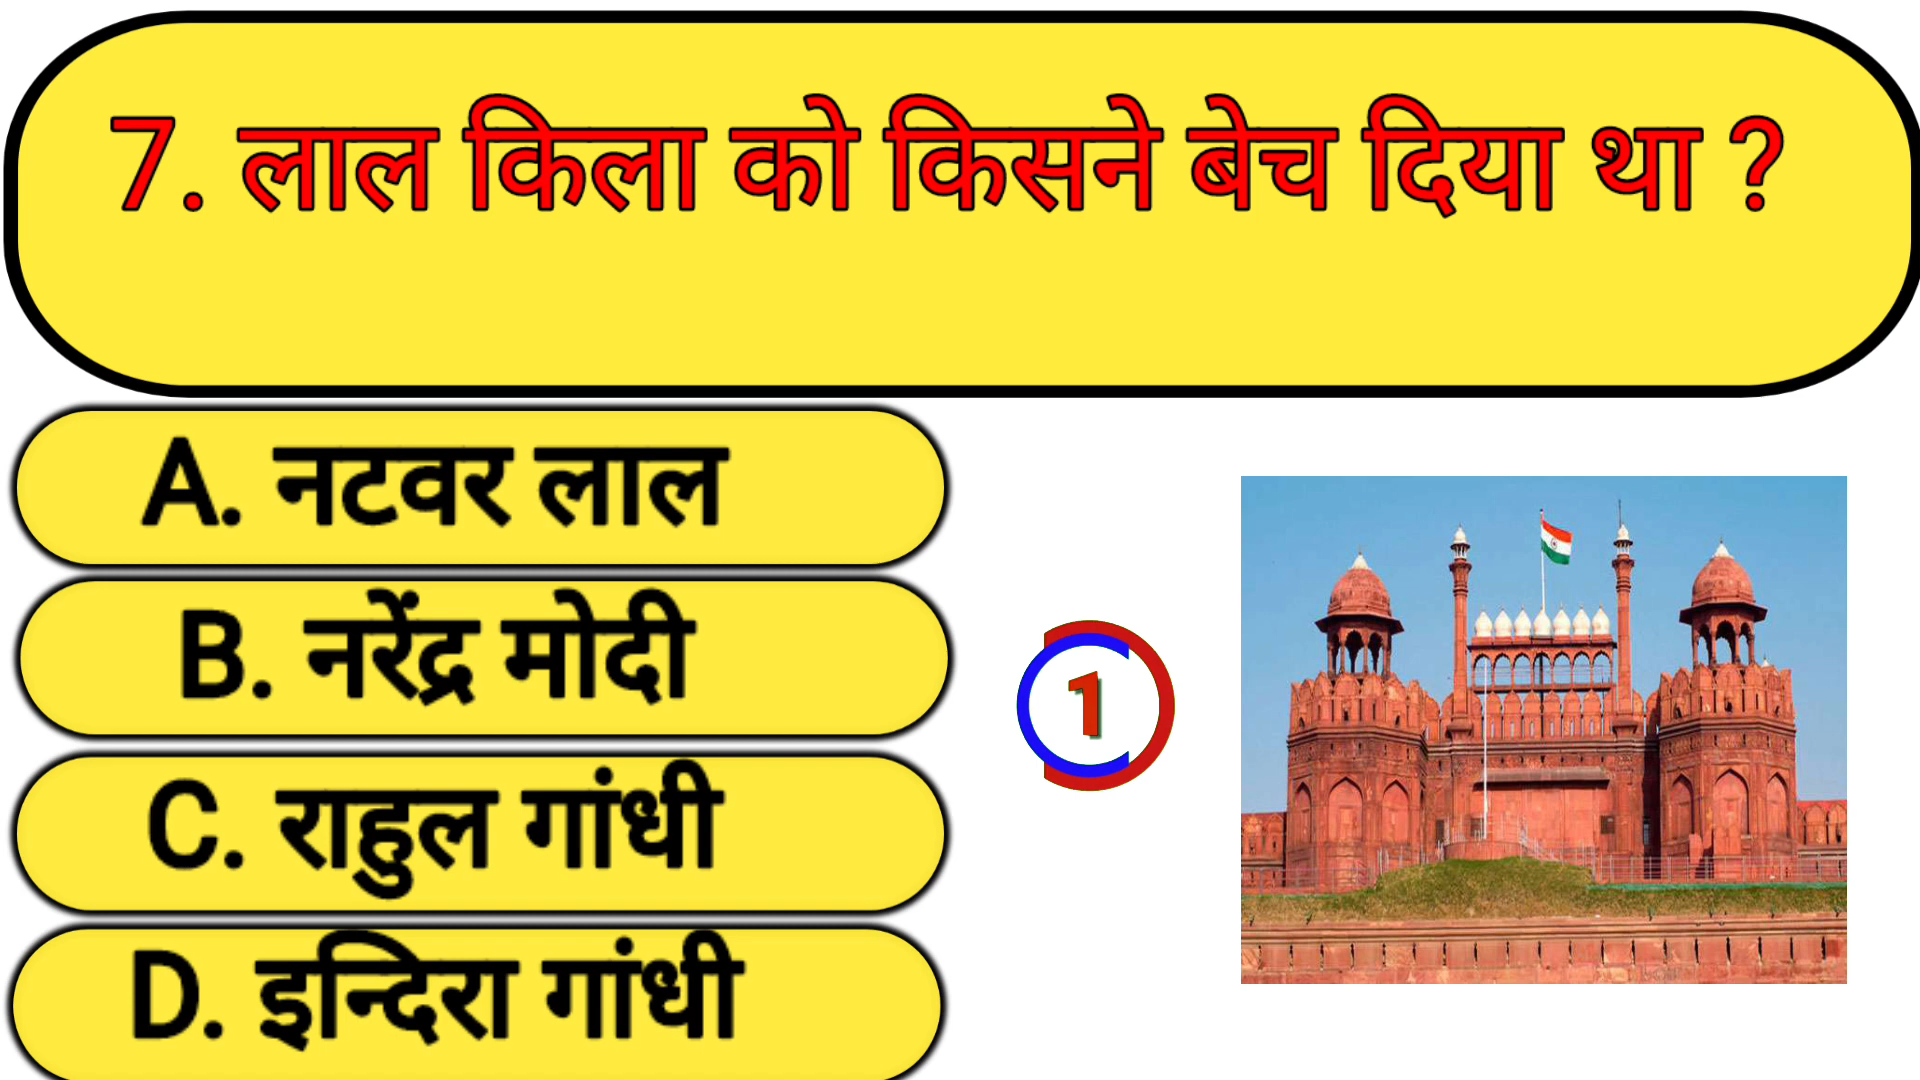 7. लाल किला को किसने बेच दिया था ?
A. नटवर लाल
B. नरेंद्र मोदी
1
C. राहुल गांधी
D. इन्दिरा गांधी